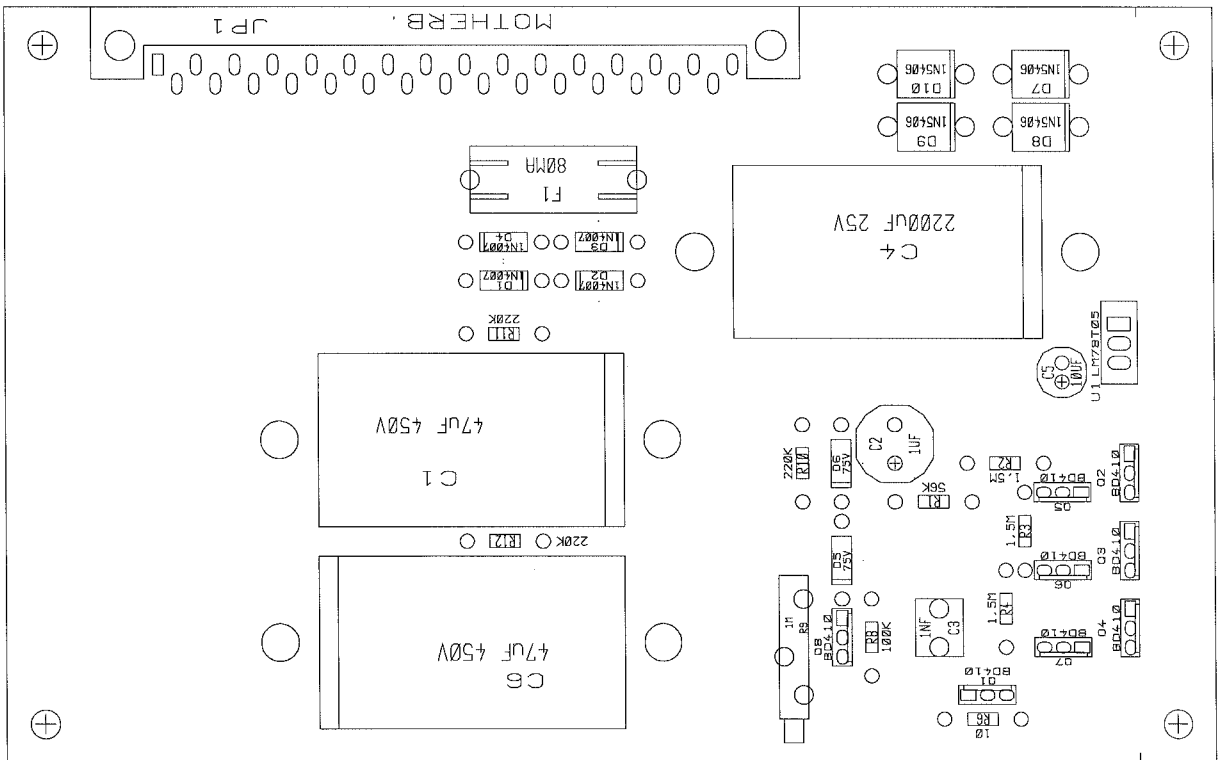 JP1
MOTHERB.
1N5406
D10
1N5406
D7
1N5406
D9
1N5406
D8
80MA
F1
1N4007
D4
1N4007
D3
1N4007
D1
1N4007
D2
220K
R11
2200uF 25V
C4
U1 LM78T05
C5
10UF
47uF 450V
C1
220K
R10
D6
75V
C2
1UF
R2
1.5M
56K
R1
BD410
Q5
Q2
BD410
R12
220K
D5
75V
1.5M
R3
BD410
Q6
Q3
BD410
47uF 450V
C6
1M
R9
Q8
BD410
R8
100K
1NF
C3
1.5M
R4
BD410
Q7
Q4
BD410
BD410
Q1
R6
10